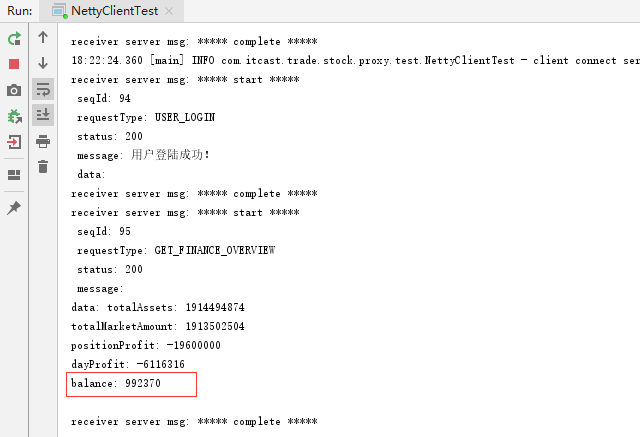 Run: NettyClientTest ×
receiver server msg: ***** complete *****
18:22:24.360 [main] INFO com.itcast.trade.stock.proxy.test.NettyClientTest - client connect ser
receiver server msg: ***** start *****
seqId: 94
requestType: USER_LOGIN
status: 200
message: 用户登陆成功!
data:
receiver server msg: ***** complete *****
receiver server msg: ***** start *****
seqId: 95
requestType: GET_FINANCE_OVERVIEW
status: 200
message:
data: totalAssets: 1914494874
totalMarketAmount: 1913502504
positionProfit: -19600000
dayProfit: -6116316
balance: 992370
receiver server msg: ***** complete *****